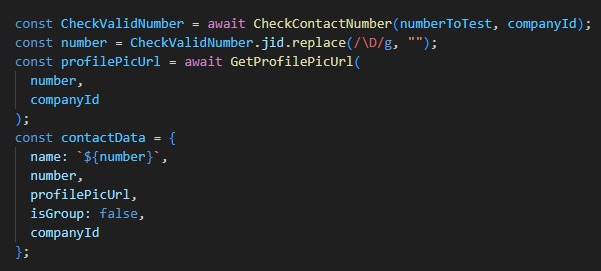 const CheckValidNumber = await CheckContactNumber(numberToTest, companyId);
const number = CheckValidNumber.jid.replace(/\D/g, "");
const profilePicUrl = await GetProfilePicUrl(
  number,
  companyId
);
const contactData = {
  name: `${number}`,
  number,
  profilePicUrl,
  isGroup: false,
  companyId
};